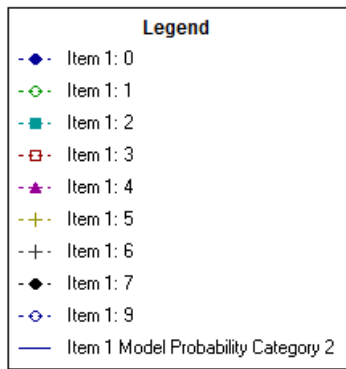 Legend
Item 1: 0
Item 1: 1
Item 1: 2
Item 1: 3
Item 1: 4
Item 1: 5
Item 1: 6
Item 1: 7
Item 1: 9
Item 1 Model Probability Category 2